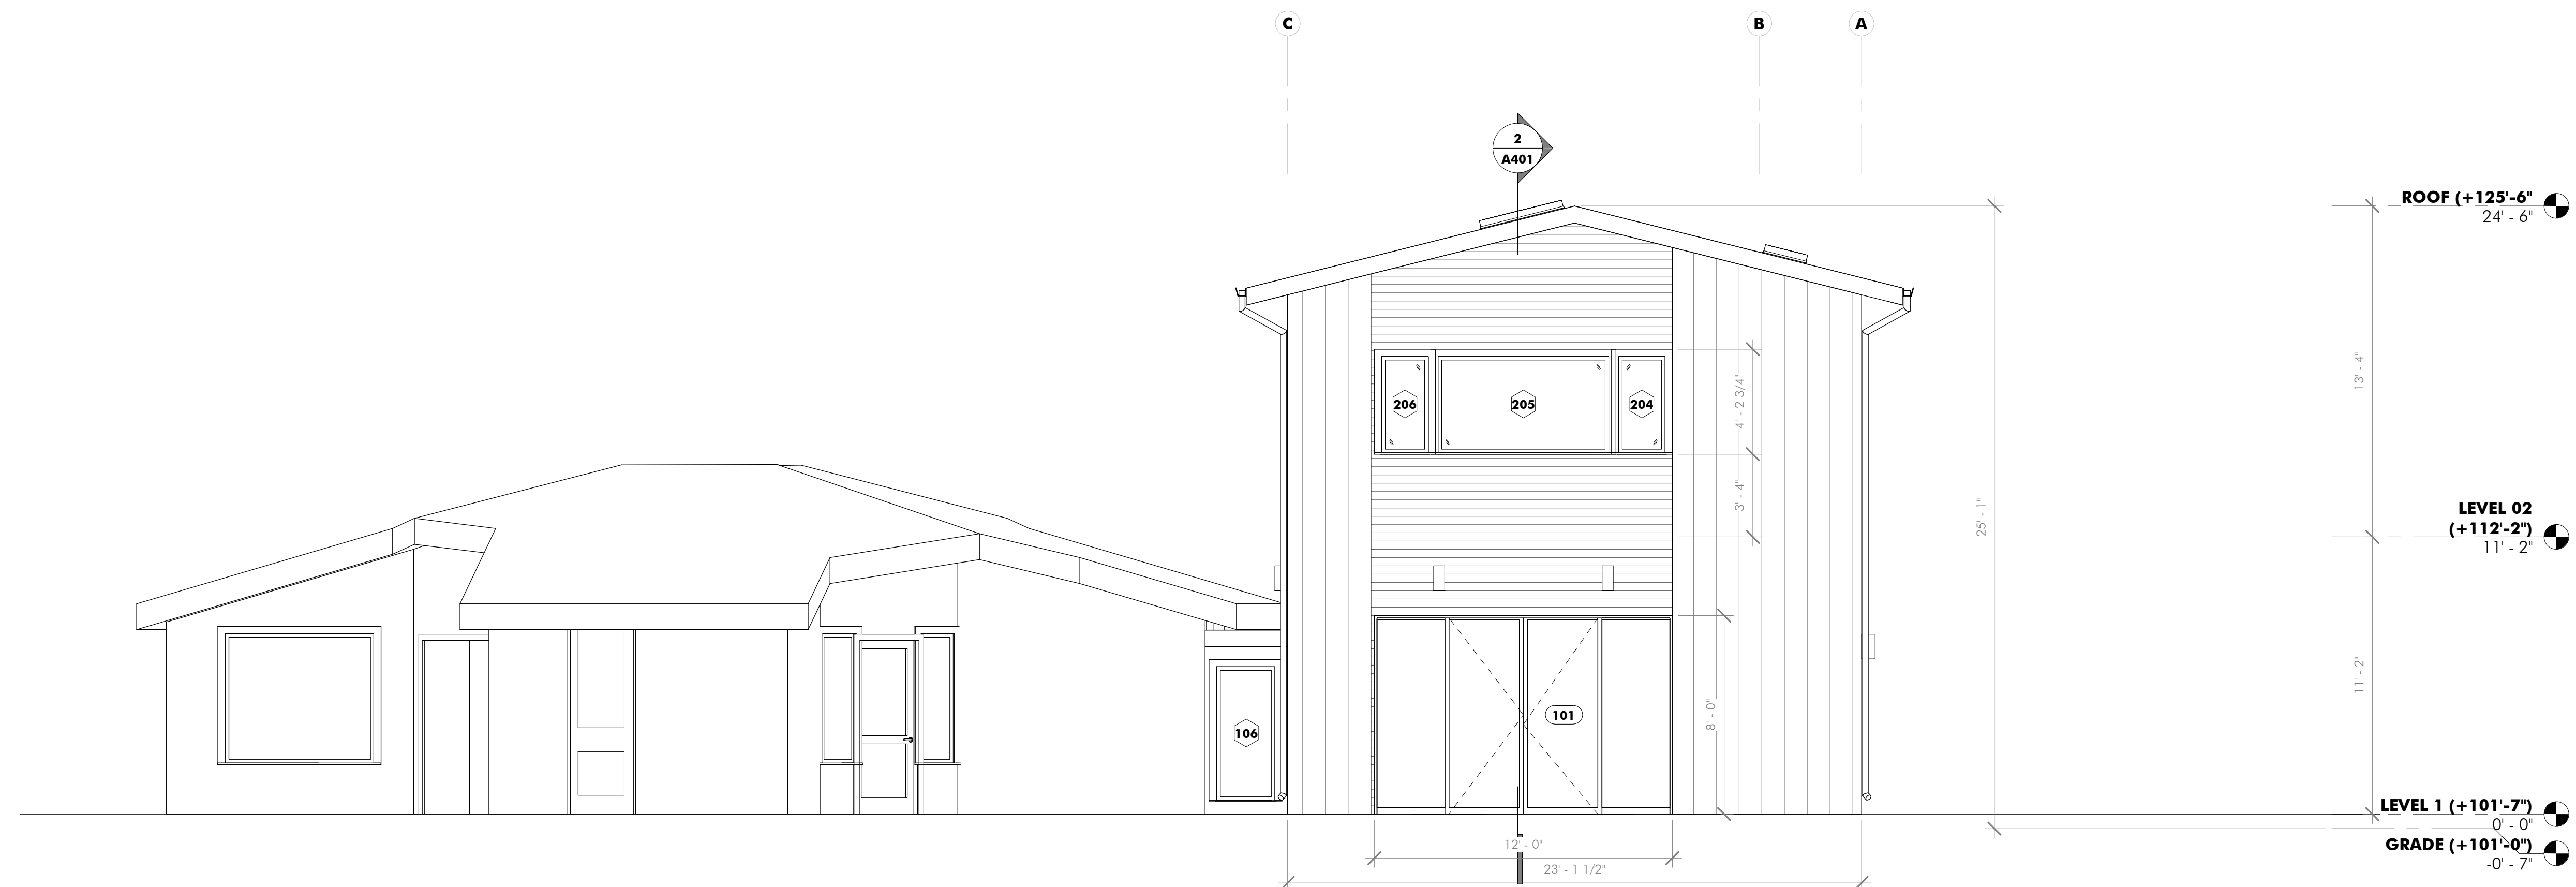 C
B
A
2
A401
ROOF (+125'-6"
24' - 6"
13' - 4"
206
205
204
4' - 2 3/4"
3' - 4"
25' - 1"
LEVEL 02
(+112'-2")
11' - 2"
11' - 2"
106
101
8' - 0"
LEVEL 1 (+101'-7")
0' - 0"
GRADE (+101'-0")
-0' - 7"
12' - 0"
23' - 1 1/2"